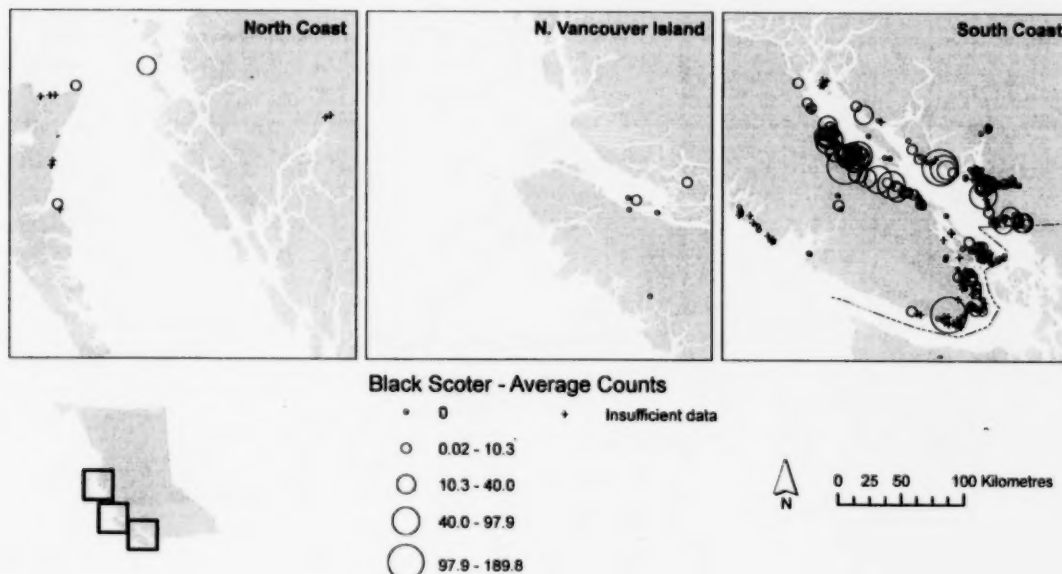 North Coast
N. Vancouver Island
South Coast
Black Scoter - Average Counts
0
Insufficient data
0.02 - 10.3
10.3 - 40.0
40.0 - 97.9
97.9 - 189.8
N
0 25 50 100 Kilometres